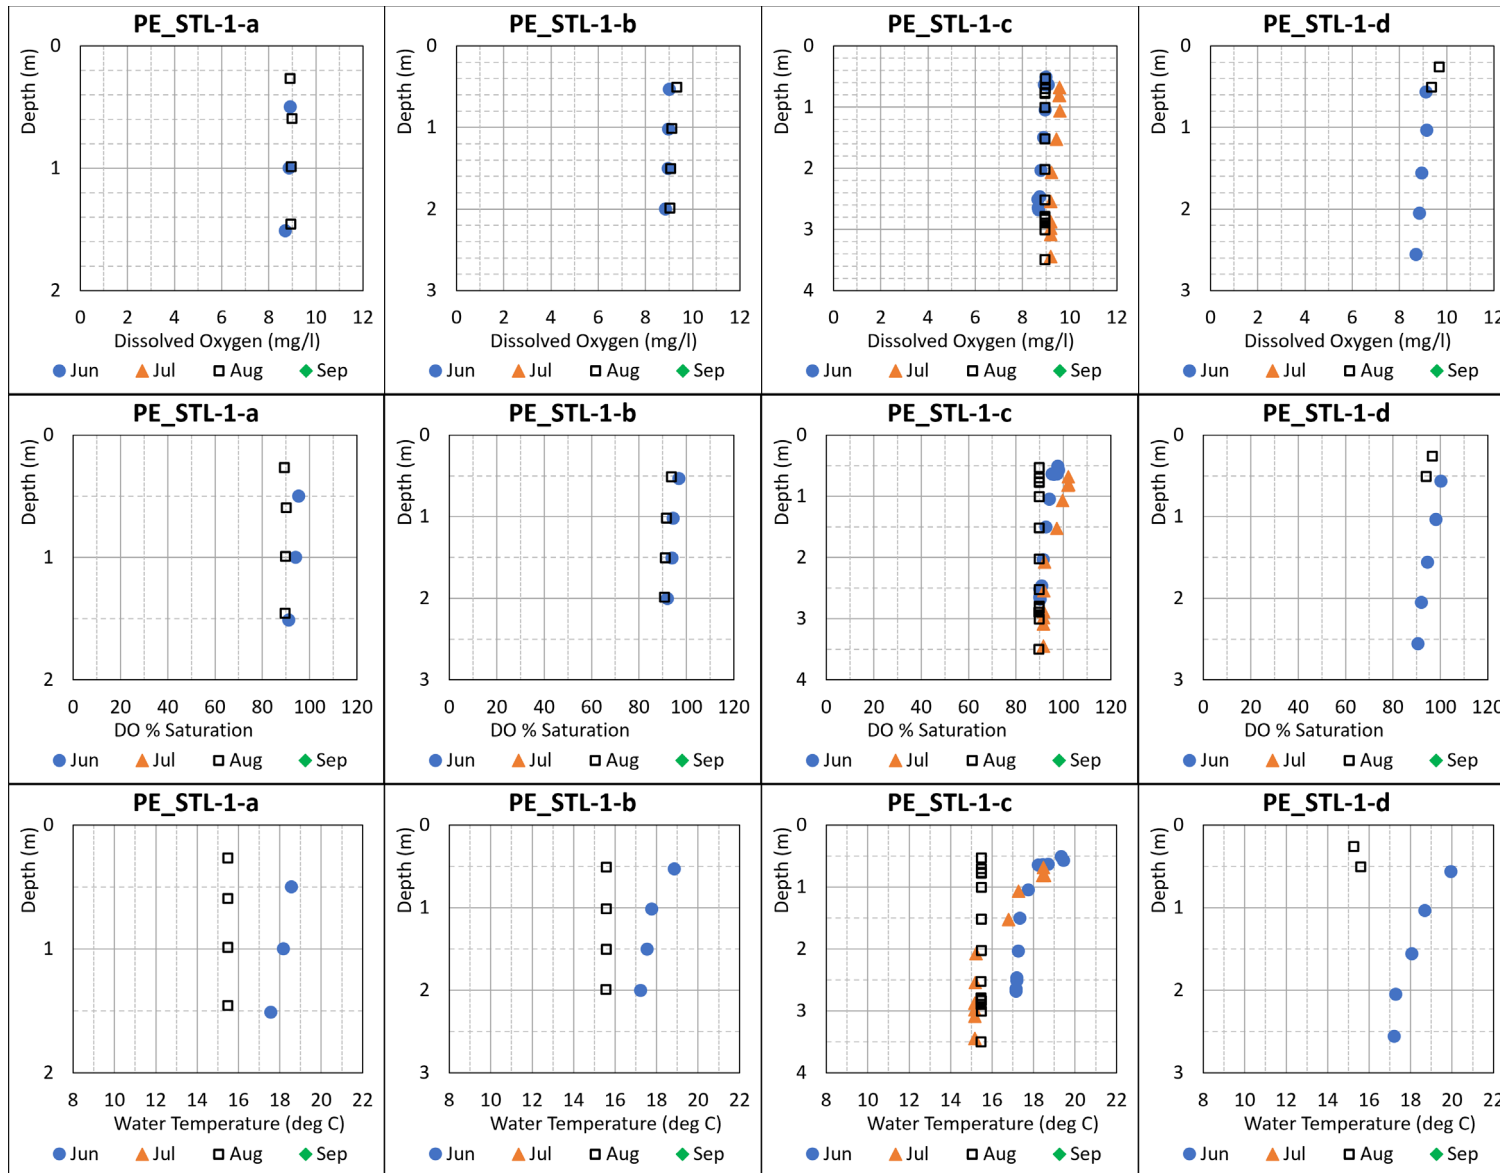 PE_STL-1-a
Depth (m)
0
1
2
0 2 4 6 8 10 12
Dissolved Oxygen (mg/l)
Jun Jul Aug Sep
PE_STL-1-b
Depth (m)
0
1
2
3
0 2 4 6 8 10 12
Dissolved Oxygen (mg/l)
Jun Jul Aug Sep
PE_STL-1-c
Depth (m)
0
1
2
3
4
0 2 4 6 8 10 12
Dissolved Oxygen (mg/l)
Jun Jul Aug Sep
PE_STL-1-d
Depth (m)
0
1
2
3
0 2 4 6 8 10 12
Dissolved Oxygen (mg/l)
Jun Jul Aug Sep
PE_STL-1-a
Depth (m)
0
1
2
0 20 40 60 80 100 120
DO % Saturation
Jun Jul Aug Sep
PE_STL-1-b
Depth (m)
0
1
2
3
0 20 40 60 80 100 120
DO % Saturation
Jun Jul Aug Sep
PE_STL-1-c
Depth (m)
0
1
2
3
4
0 20 40 60 80 100 120
DO % Saturation
Jun Jul Aug Sep
PE_STL-1-d
Depth (m)
0
1
2
3
0 20 40 60 80 100 120
DO % Saturation
Jun Jul Aug Sep
PE_STL-1-a
Depth (m)
0
1
2
8 10 12 14 16 18 20 22
Water Temperature (deg C)
Jun Jul Aug Sep
PE_STL-1-b
Depth (m)
0
1
2
3
8 10 12 14 16 18 20 22
Water Temperature (deg C)
Jun Jul Aug Sep
PE_STL-1-c
Depth (m)
0
1
2
3
4
8 10 12 14 16 18 20 22
Water Temperature (deg C)
Jun Jul Aug Sep
PE_STL-1-d
Depth (m)
0
1
2
3
8 10 12 14 16 18 20 22
Water Temperature (deg C)
Jun Jul Aug Sep